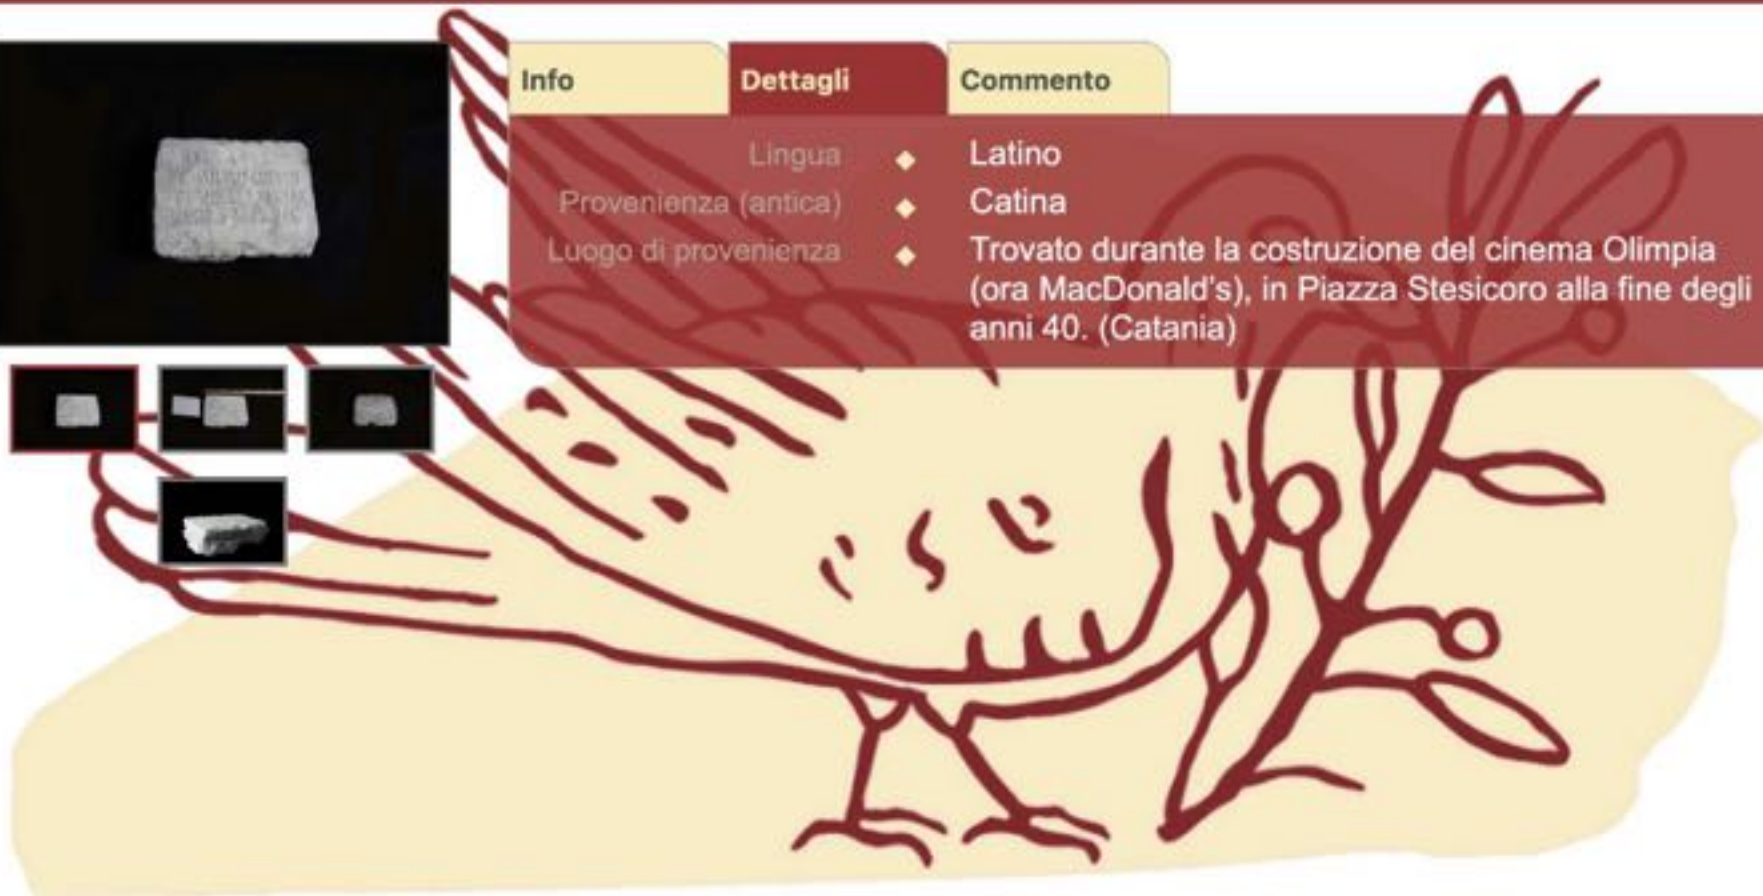 Info
Dettagli
Commento
Lingua ◆ Latino
Provenienza (antica) ◆ Catina
Luogo di provenienza ◆ Trovato durante la costruzione del cinema Olimpia
(ora MacDonald's), in Piazza Stesicoro alla fine degli
anni 40. (Catania)